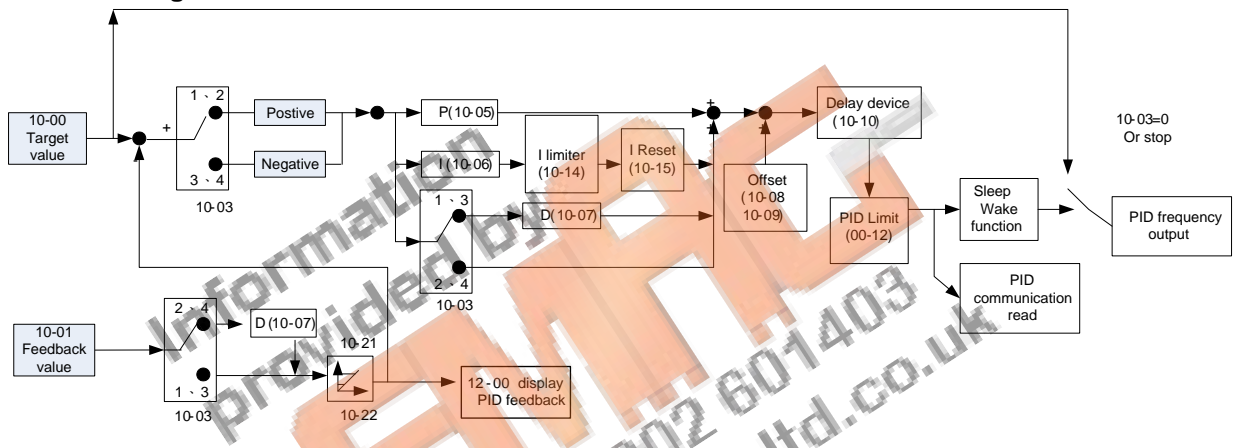 10-00
Target
value
+
1、2
3、4
10-03
Postive
Negative
P(10-05)
I(10-06)
I limiter
(10-14)
I Reset
(10-15)
1、3
2、4
10-03
D(10-07)
+
Offset
(10-08
10-09)
Delay device
(10-10)
PID Limit
(00-12)
Sleep
Wake
function
10-03=0
Or stop
PID frequency
output
PID
communication
read
10-01
Feedback
value
2、4
1、3
10-03
D(10-07)
10-21
10-22
12-00 display
PID feedback
Information
provided by
601403
ltd.co.uk